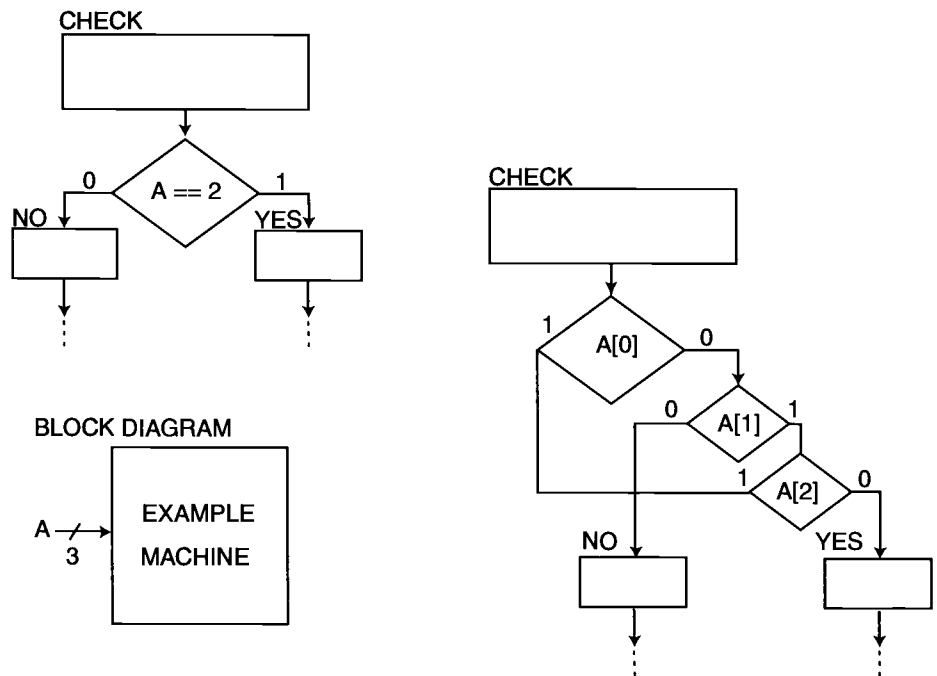 CHECK
0
A == 2
1
NO
YES
BLOCK DIAGRAM
A
3
EXAMPLE
MACHINE
CHECK
1
A[0]
0
0
A[1]
1
1
A[2]
0
NO
YES